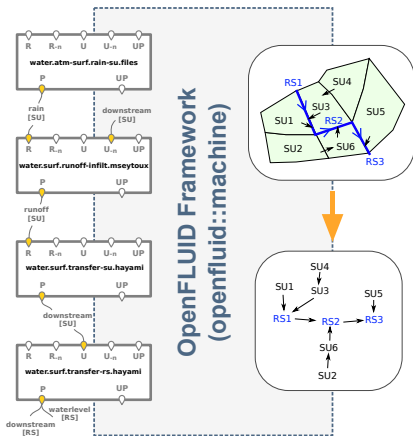 R R-n U U-n UP
water.atm-surf.rain-su.files
P UP
rain
[SU]
downstream
[SU]
R R-n U U-n UP
water.surf.runoff-infilt.mseytoux
P UP
runoff
[SU]
R R-n U U-n UP
water.surf.transfer-su.hayami
P UP
downstream
[SU]
R R-n U U-n UP
water.surf.transfer-rs.hayami
P UP
waterlevel
[RS]
downstream
[RS]
OpenFLUID Framework
(openfluid::machine)
RS1
SU4
SU3
SU5
SU1
RS2
SU6
SU2
RS3
SU4
SU1
SU3
SU5
RS1
RS2
RS3
SU6
SU2